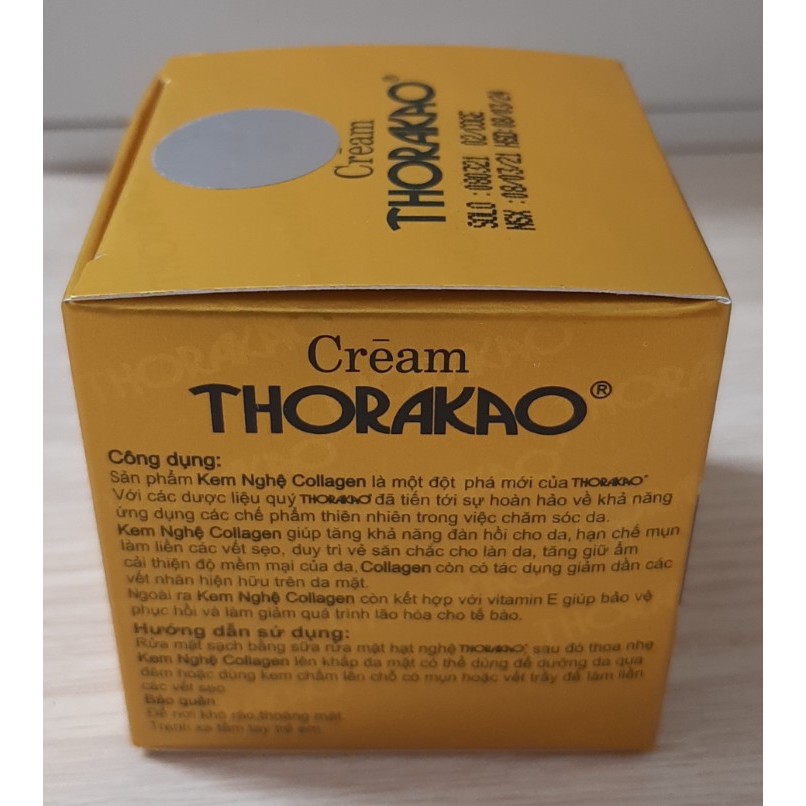 Crēam
THORAKAO®
SOLO : 080321 02/CODE
NSX : 08/03/21 HSD 08/03/24
Crēam
THORAKAO®
Công dụng:
Sản phẩm Kem Nghệ Collagen là một đột phá mới của THORAKAO®
Với các dược liệu quý THORAKAO® đã tiến tới sự hoàn hảo về khả năng
ứng dụng các chế phẩm thiên nhiên trong việc chăm sóc da.
Kem Nghệ Collagen giúp tăng khả năng đàn hồi cho da, hạn chế mụn
làm liền các vết sẹo, duy trì vẻ săn chắc cho làn da, tăng giữ ẩm
cải thiện độ mềm mại của da, Collagen còn có tác dụng giảm dần các
vết nhăn hiện hữu trên da mặt.
Ngoài ra Kem Nghệ Collagen còn kết hợp với vitamin E giúp bảo vệ
phục hồi và làm giảm quá trình lão hóa cho tế bào.
Hướng dẫn sử dụng:
Rửa mặt sạch bằng sữa rửa mặt hạt nghệ THORAKAO®, sau đó thoa nhẹ
Kem Nghệ Collagen lên khắp da mặt có thể dùng để dưỡng da qua
đêm hoặc dùng kem chấm lên chỗ có mụn hoặc vết trầy để làm liền
các vết sẹo
Bảo quản:
Để nơi khô ráo, thoáng mát.
Tránh xa tầm tay trẻ em.